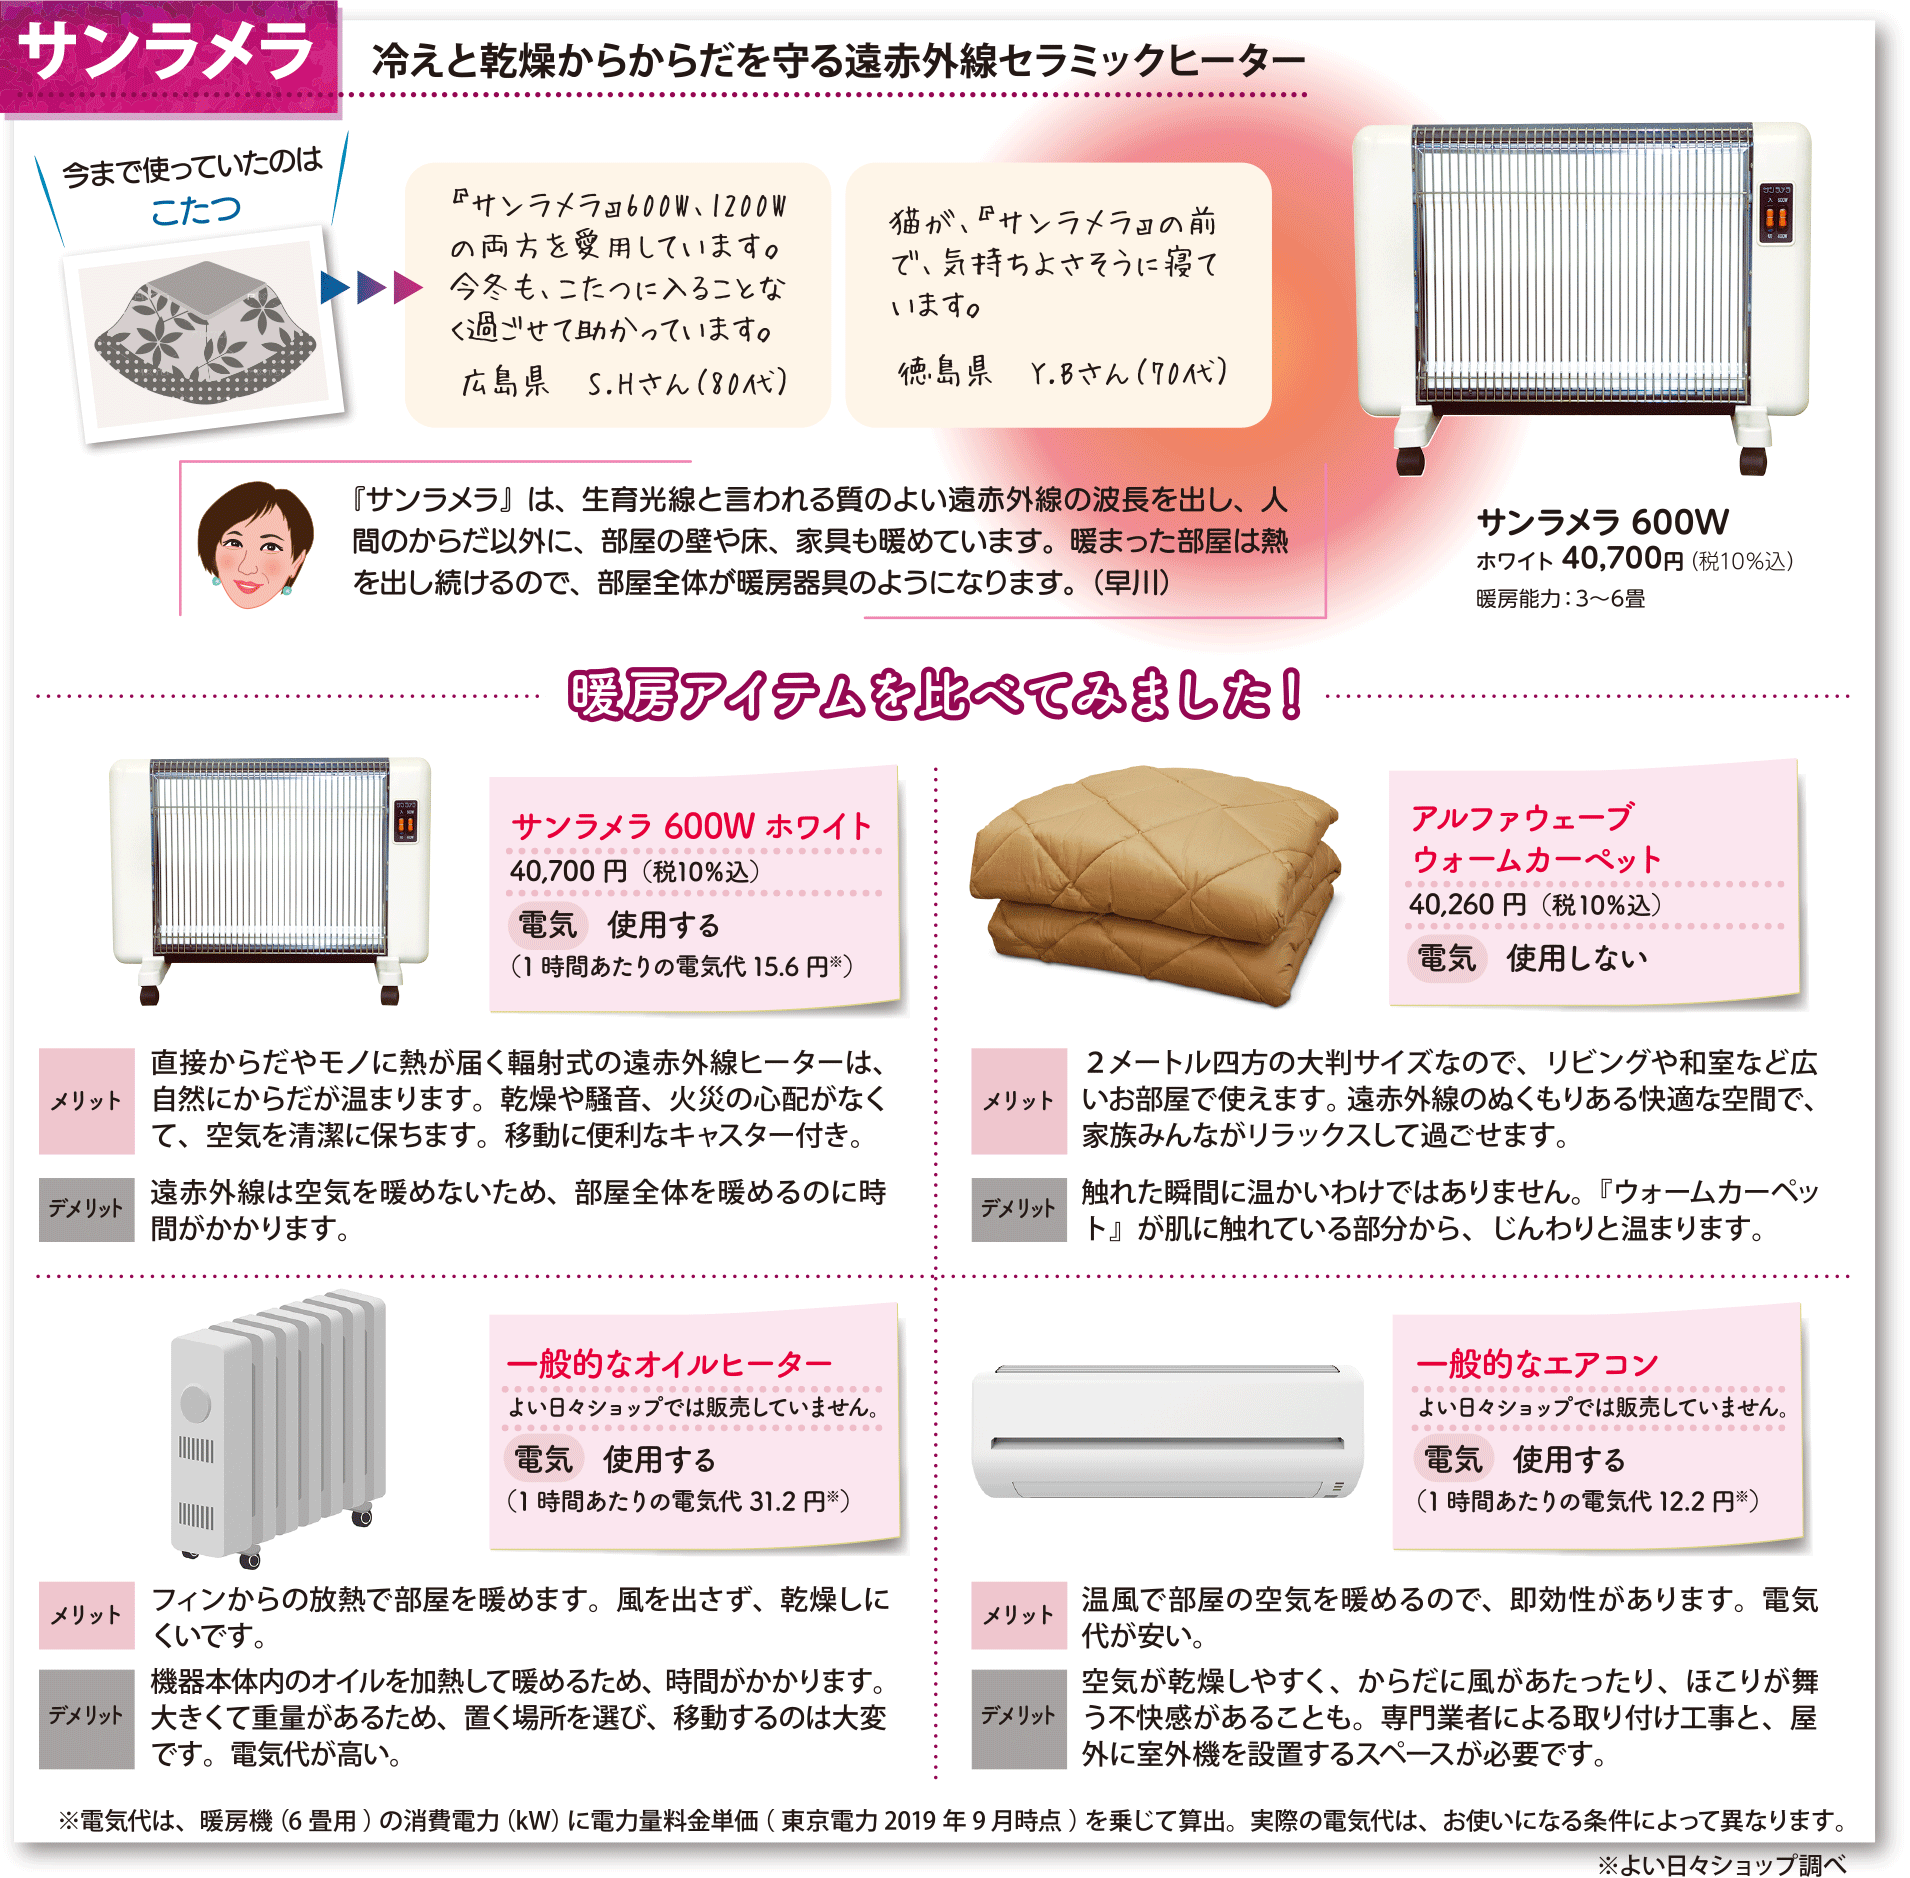 サンラメラ
冷えと乾燥からからだを守る遠赤外線セラミックヒーター
今まで使っていたのは
こたつ
『サンラメラ』600W、1200W
の両方を愛用しています。
今冬も、こたつに入ることな
く過ごせて助かっています。
広島県　S.Hさん(80代)
猫が、『サンラメラ』の前
で、気持ちよさそうに寝て
います。
徳島県　Y.Bさん(70代)
『サンラメラ』は、生育光線と言われる質のよい遠赤外線の波長を出し、人
間のからだ以外に、部屋の壁や床、家具も暖めています。暖まった部屋は熱
を出し続けるので、部屋全体が暖房器具のようになります。（早川）
サンラメラ 600W
ホワイト 40,700円（税10%込）
暖房能力：3～6畳
暖房アイテムを比べてみました！
サンラメラ 600W ホワイト
40,700 円（税10%込）
電気　使用する
（1 時間あたりの電気代 15.6 円※）
メリット
直接からだやモノに熱が届く輻射式の遠赤外線ヒーターは、
自然にからだが温まります。乾燥や騒音、火災の心配がなく
て、空気を清潔に保ちます。移動に便利なキャスター付き。
デメリット
遠赤外線は空気を暖めないため、部屋全体を暖めるのに時
間がかかります。
アルファウェーブ
ウォームカーペット
40,260 円（税10%込）
電気　使用しない
メリット
２メートル四方の大判サイズなので、リビングや和室など広
いお部屋で使えます。遠赤外線のぬくもりある快適な空間で、
家族みんながリラックスして過ごせます。
デメリット
触れた瞬間に温かいわけではありません。『ウォームカーペッ
ト』が肌に触れている部分から、じんわりと温まります。
一般的なオイルヒーター
よい日々ショップでは販売していません。
電気　使用する
（1 時間あたりの電気代 31.2 円※）
メリット
フィンからの放熱で部屋を暖めます。風を出さず、乾燥しに
くいです。
デメリット
機器本体内のオイルを加熱して暖めるため、時間がかかります。
大きくて重量があるため、置く場所を選び、移動するのは大変
です。電気代が高い。
一般的なエアコン
よい日々ショップでは販売していません。
電気　使用する
（1 時間あたりの電気代 12.2 円※）
メリット
温風で部屋の空気を暖めるので、即効性があります。電気
代が安い。
デメリット
空気が乾燥しやすく、からだに風があたったり、ほこりが舞
う不快感があることも。専門業者による取り付け工事と、屋
外に室外機を設置するスペースが必要です。
※電気代は、暖房機（6 畳用）の消費電力（kW）に電力量料金単価（ 東京電力 2019 年 9 月時点 ）を乗じて算出。実際の電気代は、お使いになる条件によって異なります。
※よい日々ショップ調べ